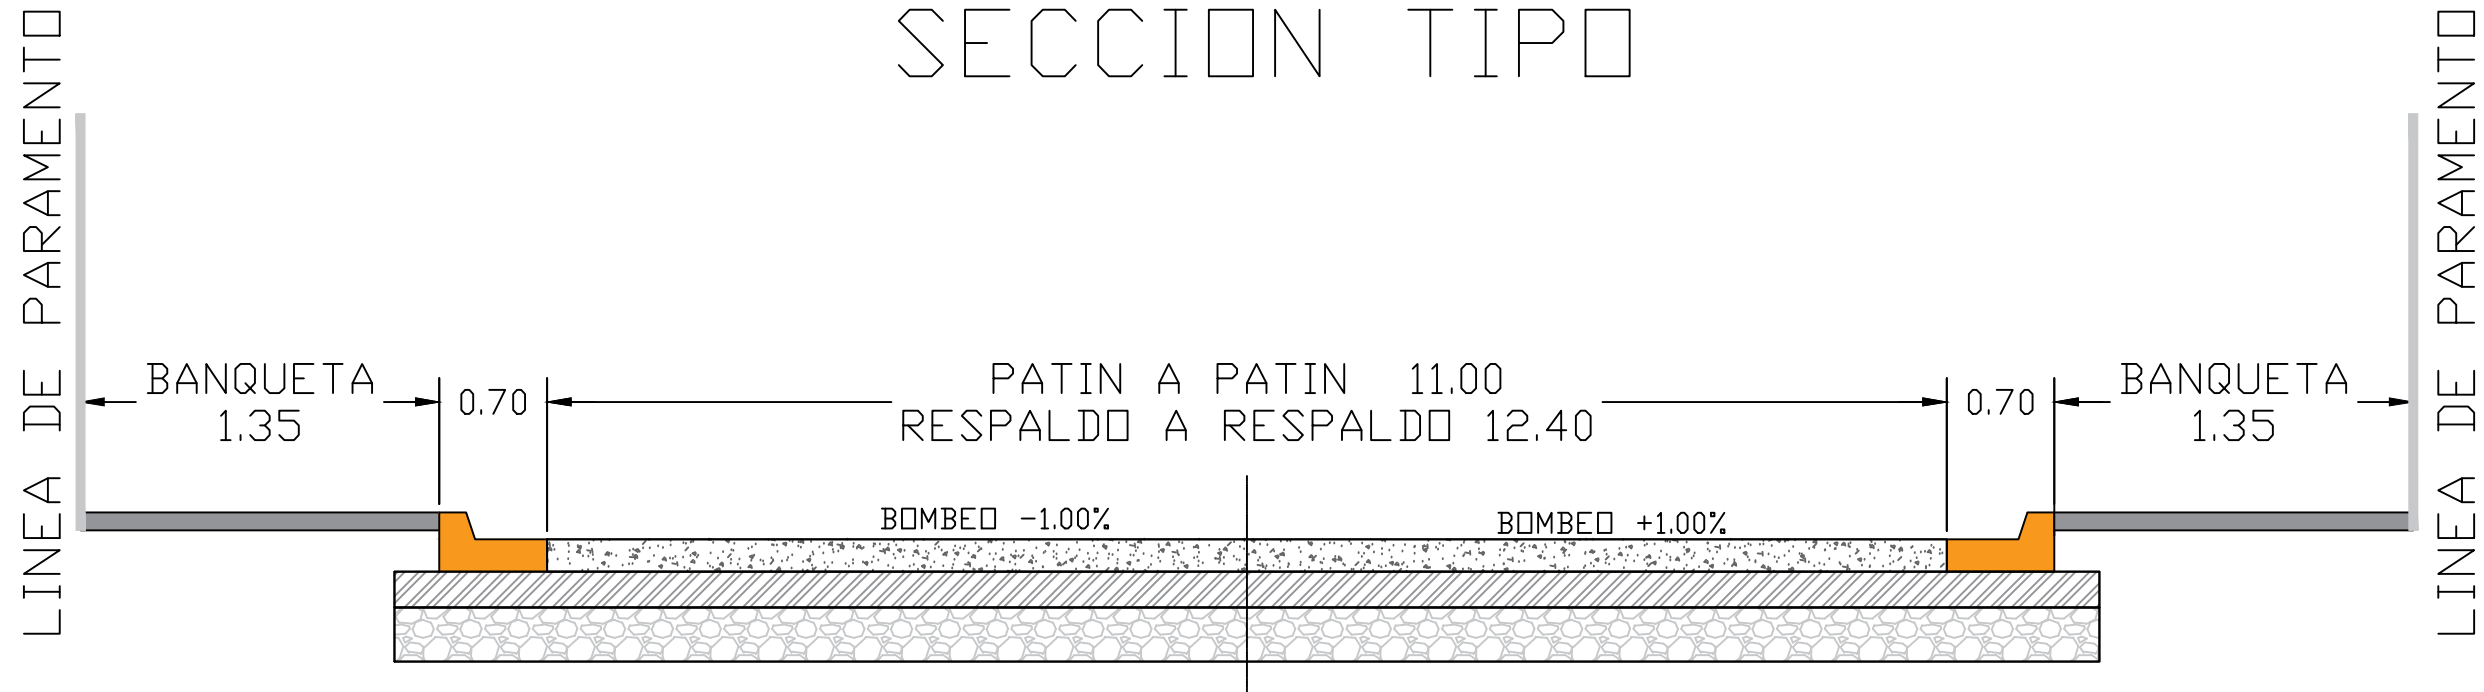 SECCION TIPO
LINEA DE PARAMENTO
BANQUETA
1.35
0.70
PATIN A PATIN 11.00
RESPALDO A RESPALDO 12.40
0.70
BANQUETA
1.35
LINEA DE PARAMENTO
BOMBEO -1.00%
BOMBEO +1.00%